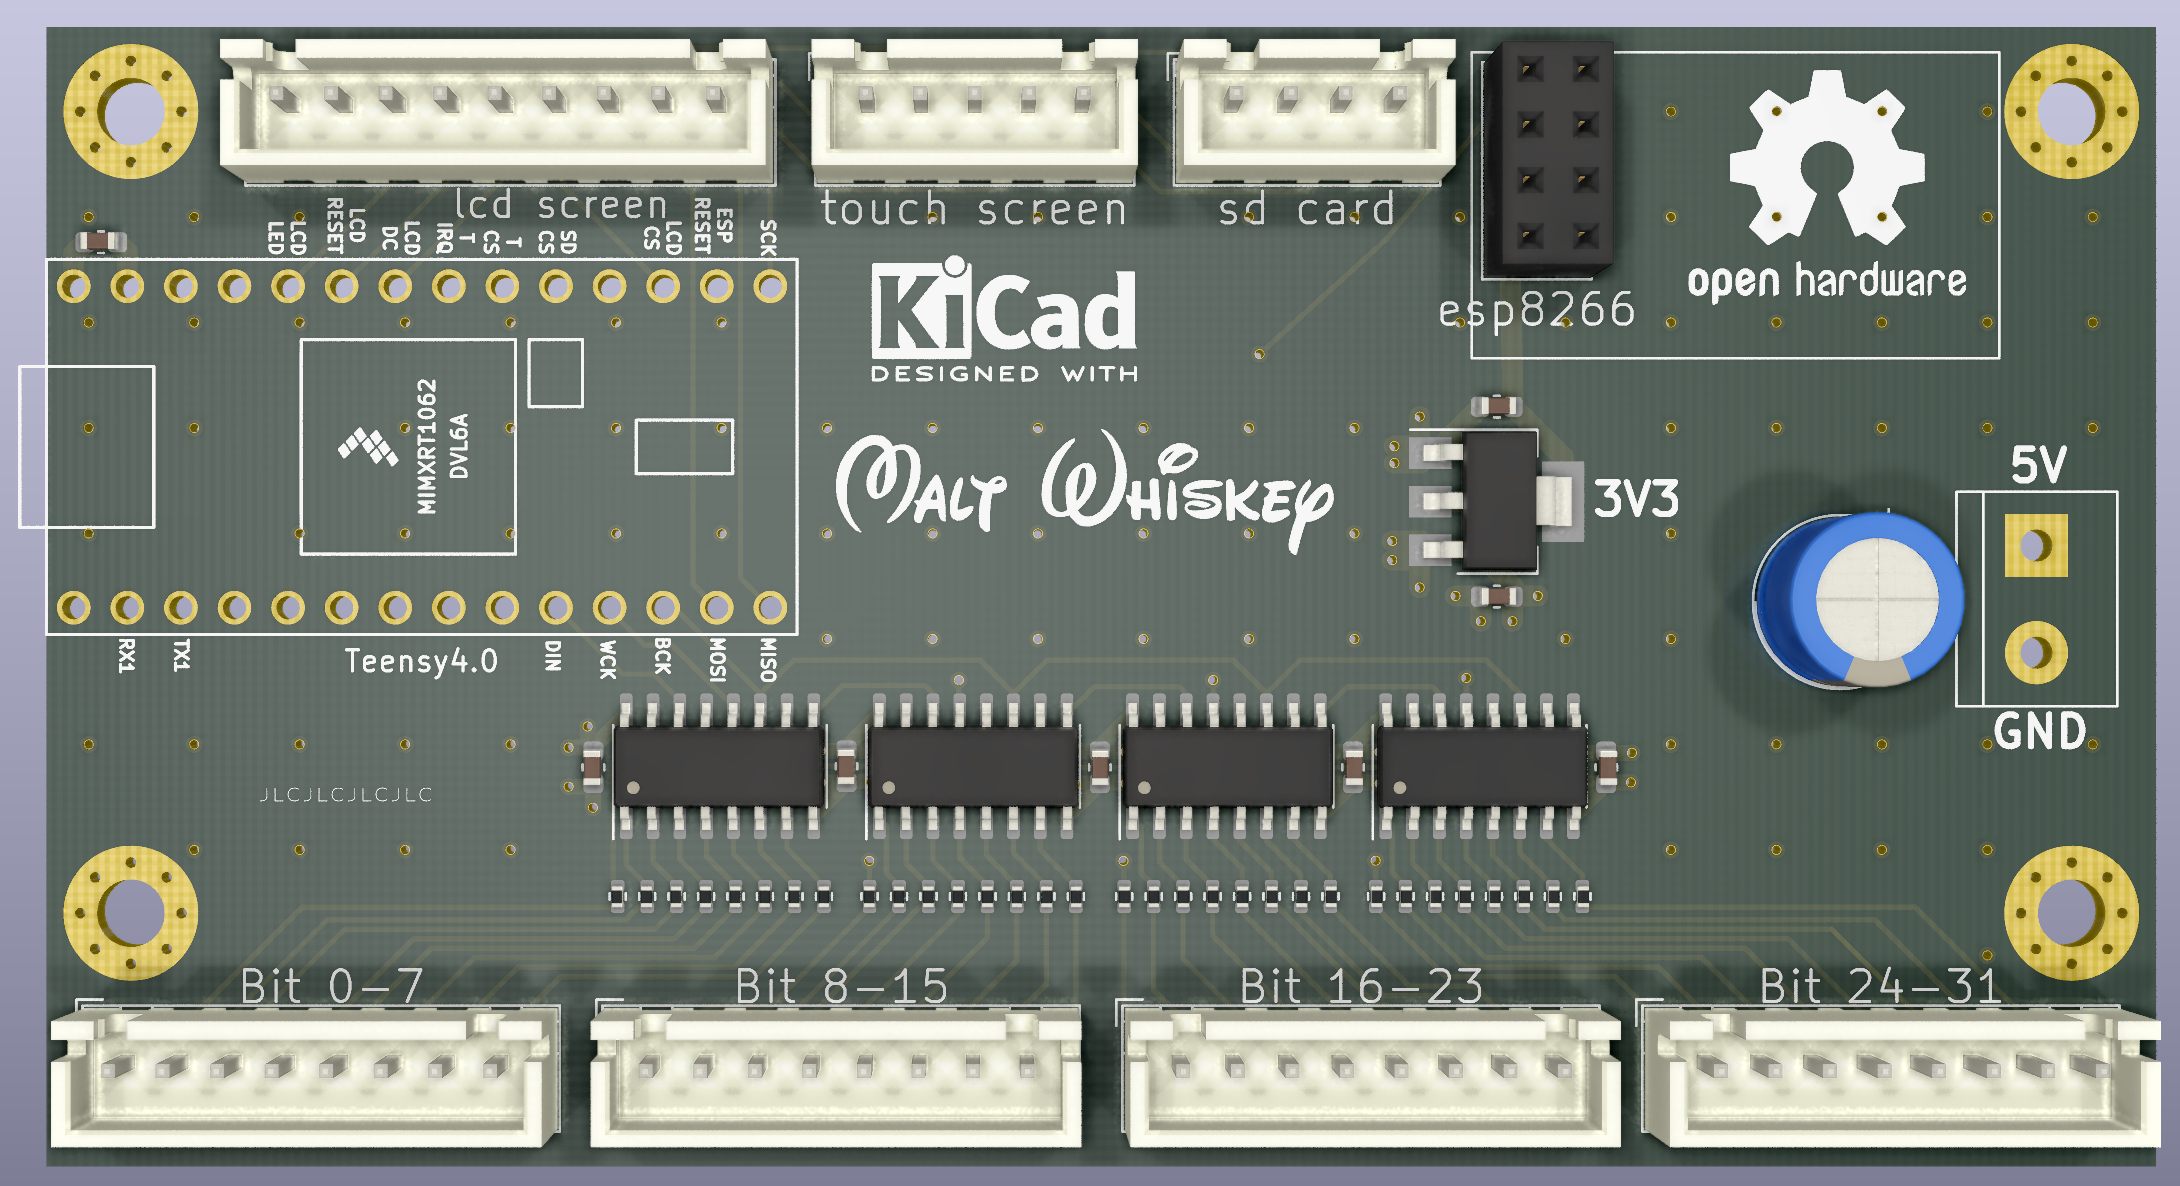 lcd screen
touch screen
sd card
LCD
LED
LCD
RESET
LCD
DC
IRQ
T
T
CS
SD
CS
LCD
CS
ESP
RESET
SCK
KiCad
DESIGNED WITH
open hardware
esp8266
MIMXRT1062
DVL6A
Malt Whiskey
3V3
5V
GND
RX1
TX1
Teensy4.0
DIN
WCK
BCK
MOSI
MISO
JLCJLCJLCJLC
Bit 0-7
Bit 8-15
Bit 16-23
Bit 24-31